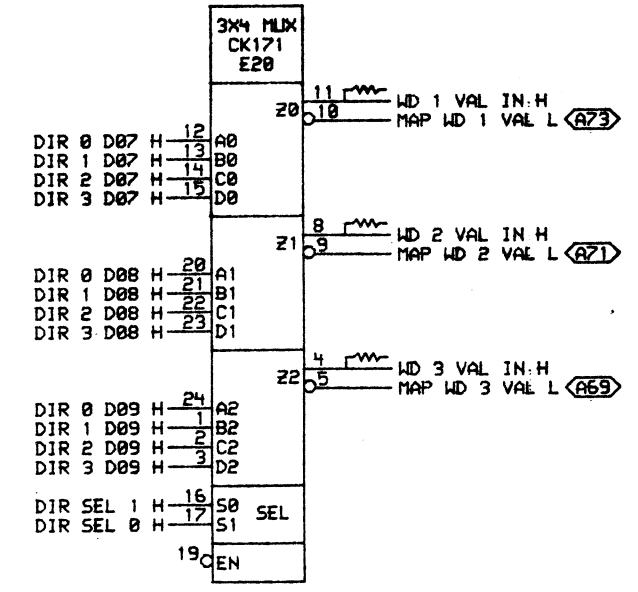 3X4 MUX
CK171
E20
Z0
11 WD 1 VAL IN H
10 MAP WD 1 VAL L A73
DIR 0 D07 H 12 A0
DIR 1 D07 H 13 B0
DIR 2 D07 H 14 C0
DIR 3 D07 H 15 D0
Z1
8 WD 2 VAL IN H
9 MAP WD 2 VAL L A71
DIR 0 D08 H 20 A1
DIR 1 D08 H 21 B1
DIR 2 D08 H 22 C1
DIR 3 D08 H 23 D1
Z2
4 WD 3 VAL IN H
5 MAP WD 3 VAL L A69
DIR 0 D09 H 24 A2
DIR 1 D09 H 1 B2
DIR 2 D09 H 2 C2
DIR 3 D09 H 3 D2
DIR SEL 1 H 16 S0 SEL
DIR SEL 0 H 17 S1
19 EN